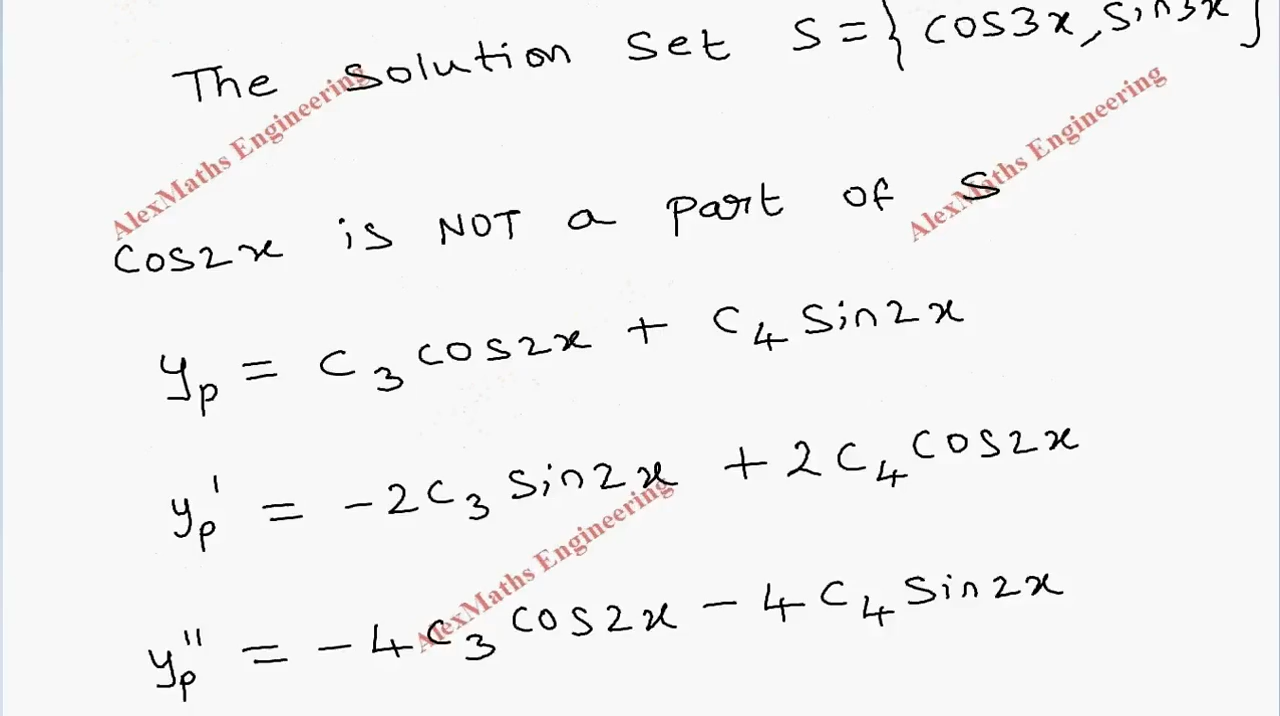 The Solution Set S = { cos3x, sin3x }
AlexMaths Engineering
AlexMaths Engineering
cos2x is NOT a part of S
yₚ = c₃ cos2x + c₄ sin2x
yₚ' = -2c₃ sin2x + 2c₄ cos2x
AlexMaths Engineering
yₚ'' = -4c₃ cos2x - 4c₄ sin2x